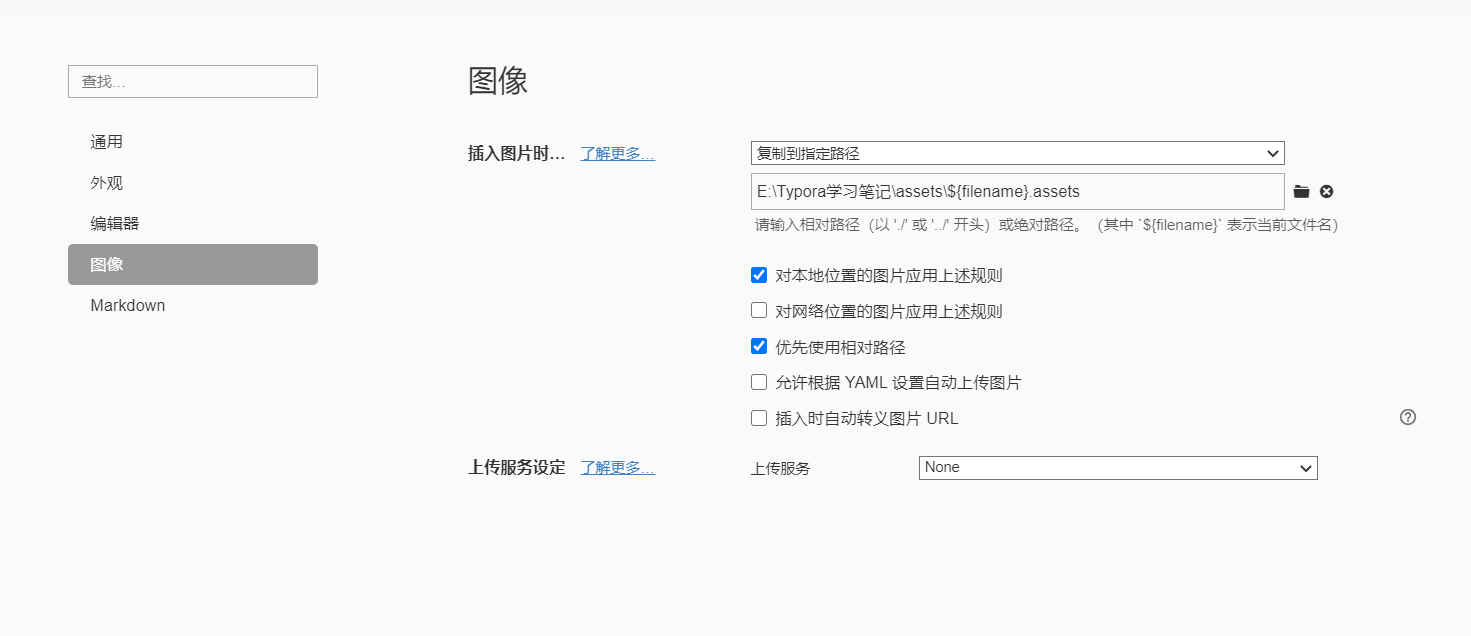 查找...
通用
外观
编辑器
图像
Markdown
图像
插入图片时... 了解更多... 复制到指定路径
E:\Typora学习笔记\assets\${filename}.assets
请输入相对路径（以 './' 或 '../' 开头）或绝对路径。（其中 `${filename}` 表示当前文件名）
对本地位置的图片应用上述规则
对网络位置的图片应用上述规则
优先使用相对路径
允许根据 YAML 设置自动上传图片
插入时自动转义图片 URL
上传服务设定 了解更多... 上传服务 None